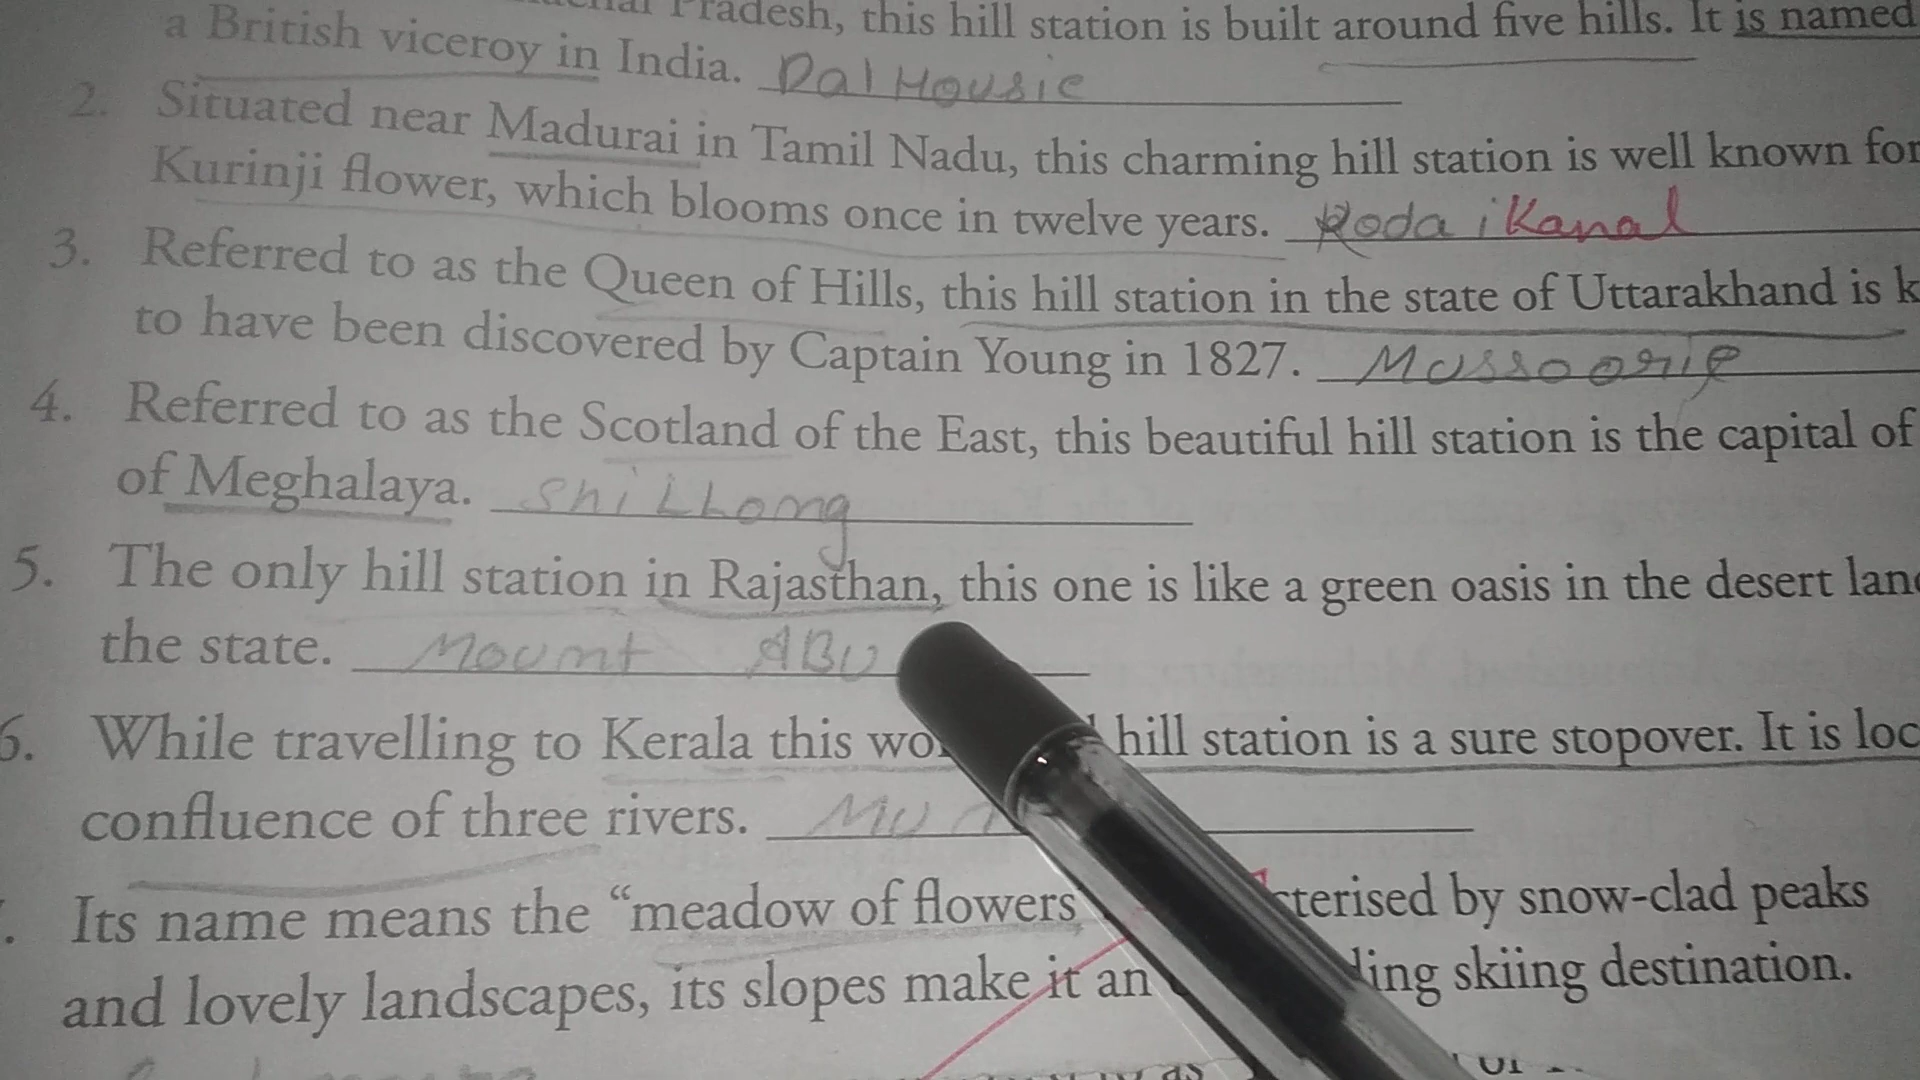 Pradesh, this hill station is built around five hills. It is named
a British viceroy in India. DalHousie
2. Situated near Madurai in Tamil Nadu, this charming hill station is well known for
Kurinji flower, which blooms once in twelve years. KodaiKanal
3. Referred to as the Queen of Hills, this hill station in the state of Uttarakhand is k
to have been discovered by Captain Young in 1827. Mussoorie
4. Referred to as the Scotland of the East, this beautiful hill station is the capital of
of Meghalaya. Shillong
5. The only hill station in Rajasthan, this one is like a green oasis in the desert lan
the state. Mount ABU
6. While travelling to Kerala this hill station is a sure stopover. It is loc
confluence of three rivers. Mu
Its name means the “meadow of flowers cterised by snow-clad peaks
and lovely landscapes, its slopes make it an ding skiing destination.